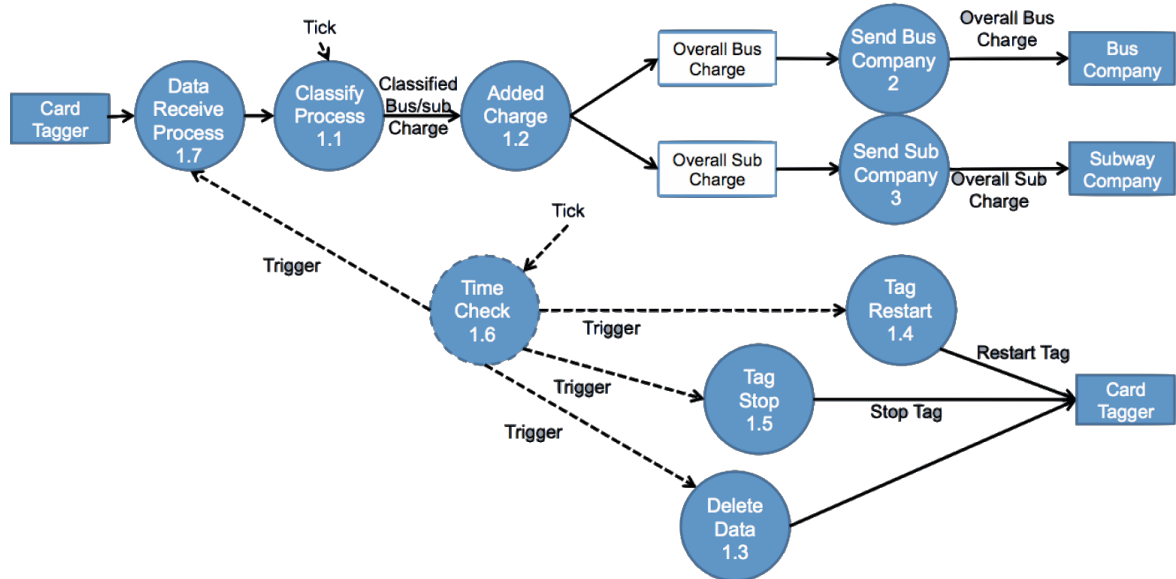 Tick
Card
Tagger
Data
Receive
Process
1.7
Classify
Process
1.1
Classified
Bus/sub
Charge
Added
Charge
1.2
Overall Bus
Charge
Send Bus
Company
2
Overall Bus
Charge
Bus
Company
Overall Sub
Charge
Send Sub
Company
3
Overall Sub
Charge
Subway
Company
Tick
Trigger
Time
Check
1.6
Trigger
Tag
Restart
1.4
Restart Tag
Trigger
Tag
Stop
1.5
Stop Tag
Card
Tagger
Trigger
Delete
Data
1.3